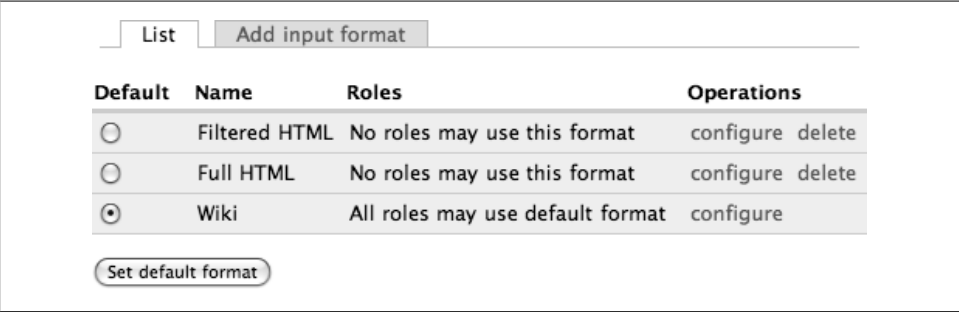 List Add input format
Default Name Roles Operations
Filtered HTML No roles may use this format configure delete
Full HTML No roles may use this format configure delete
Wiki All roles may use default format configure
Set default format